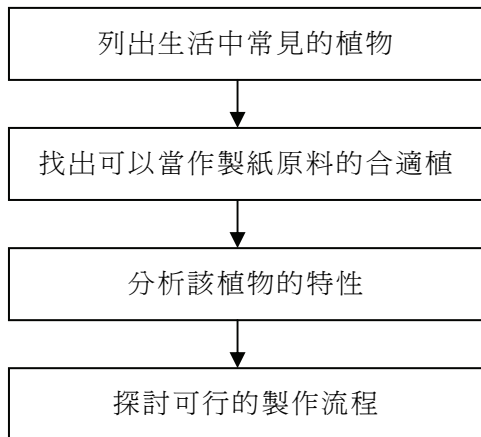 列出生活中常見的植物
找出可以當作製紙原料的合適植
分析該植物的特性
探討可行的製作流程